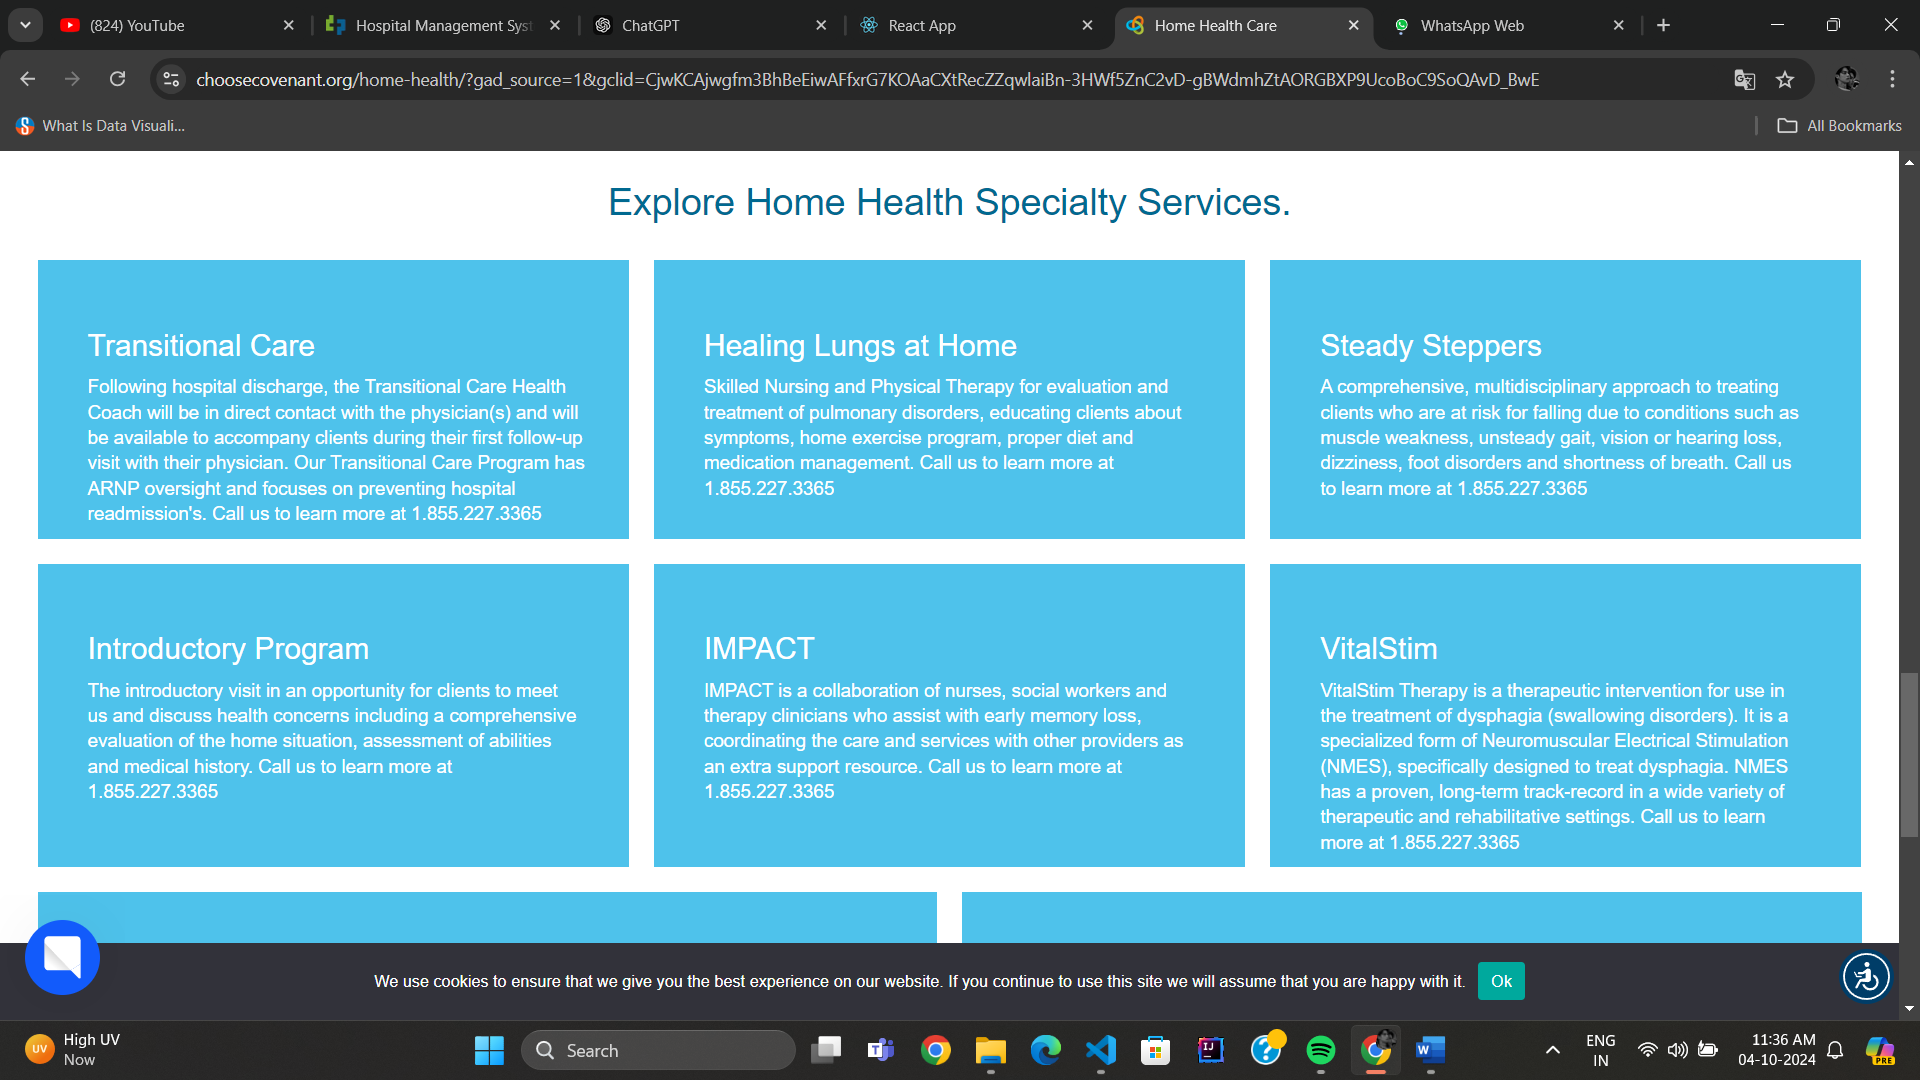 (824) YouTube
Hospital Management Syst
ChatGPT
React App
Home Health Care
WhatsApp Web
choosecovenant.org/home-health/?gad_source=1&gclid=CjwKCAjwgfm3BhBeEiwAFfxrG7KOAaCXtRecZZqwlaiBn-3HWf5ZnC2vD-gBWdmhZtAORGBXP9UcoBoC9SoQAvD_BwE
What Is Data Visuali...
All Bookmarks
Explore Home Health Specialty Services.
Transitional Care
Following hospital discharge, the Transitional Care Health
Coach will be in direct contact with the physician(s) and will
be available to accompany clients during their first follow-up
visit with their physician. Our Transitional Care Program has
ARNP oversight and focuses on preventing hospital
readmission's. Call us to learn more at 1.855.227.3365
Healing Lungs at Home
Skilled Nursing and Physical Therapy for evaluation and
treatment of pulmonary disorders, educating clients about
symptoms, home exercise program, proper diet and
medication management. Call us to learn more at
1.855.227.3365
Steady Steppers
A comprehensive, multidisciplinary approach to treating
clients who are at risk for falling due to conditions such as
muscle weakness, unsteady gait, vision or hearing loss,
dizziness, foot disorders and shortness of breath. Call us
to learn more at 1.855.227.3365
Introductory Program
The introductory visit in an opportunity for clients to meet
us and discuss health concerns including a comprehensive
evaluation of the home situation, assessment of abilities
and medical history. Call us to learn more at
1.855.227.3365
IMPACT
IMPACT is a collaboration of nurses, social workers and
therapy clinicians who assist with early memory loss,
coordinating the care and services with other providers as
an extra support resource. Call us to learn more at
1.855.227.3365
VitalStim
VitalStim Therapy is a therapeutic intervention for use in
the treatment of dysphagia (swallowing disorders). It is a
specialized form of Neuromuscular Electrical Stimulation
(NMES), specifically designed to treat dysphagia. NMES
has a proven, long-term track-record in a wide variety of
therapeutic and rehabilitative settings. Call us to learn
more at 1.855.227.3365
We use cookies to ensure that we give you the best experience on our website. If you continue to use this site we will assume that you are happy with it.
Ok
UV
High UV
Now
Search
ENG
IN
11:36 AM
04-10-2024
PRE